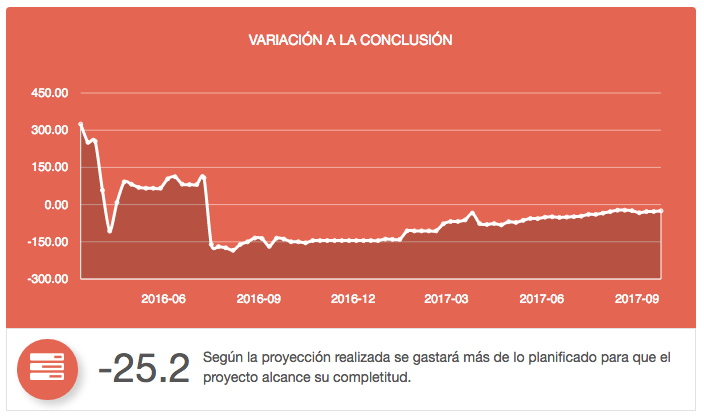 VARIACIÓN A LA CONCLUSIÓN
450.00
300.00
150.00
0.00
-150.00
-300.00
2016-06 2016-09 2016-12 2017-03 2017-06 2017-09
-25.2
Según la proyección realizada se gastará más de lo planificado para que el
proyecto alcance su completitud.